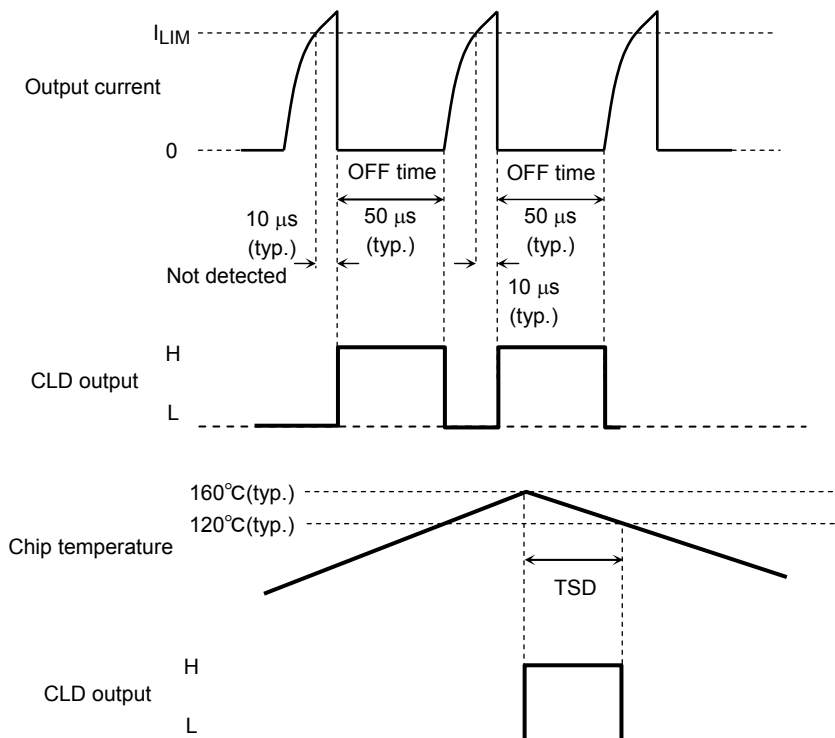 ILIM
Output current
0
OFF time
OFF time
10 μs
(typ.)
50 μs
(typ.)
50 μs
(typ.)
Not detected
10 μs
(typ.)
H
CLD output
L
160°C(typ.)
120°C(typ.)
Chip temperature
TSD
H
CLD output
L